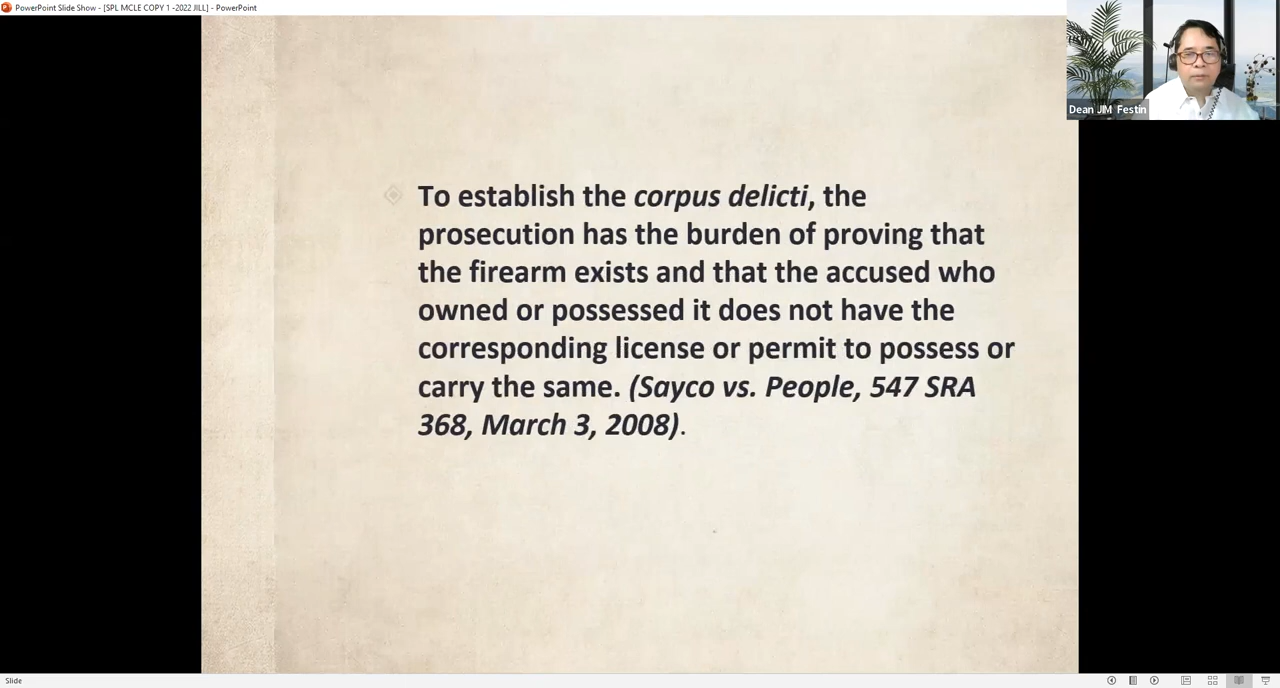 PowerPoint Slide Show - [SPL MCLE COPY 1 -2022 JILL] - PowerPoint
Dean JIM Festin
To establish the corpus delicti, the
prosecution has the burden of proving that
the firearm exists and that the accused who
owned or possessed it does not have the
corresponding license or permit to possess or
carry the same. (Sayco vs. People, 547 SRA
368, March 3, 2008).
Slide